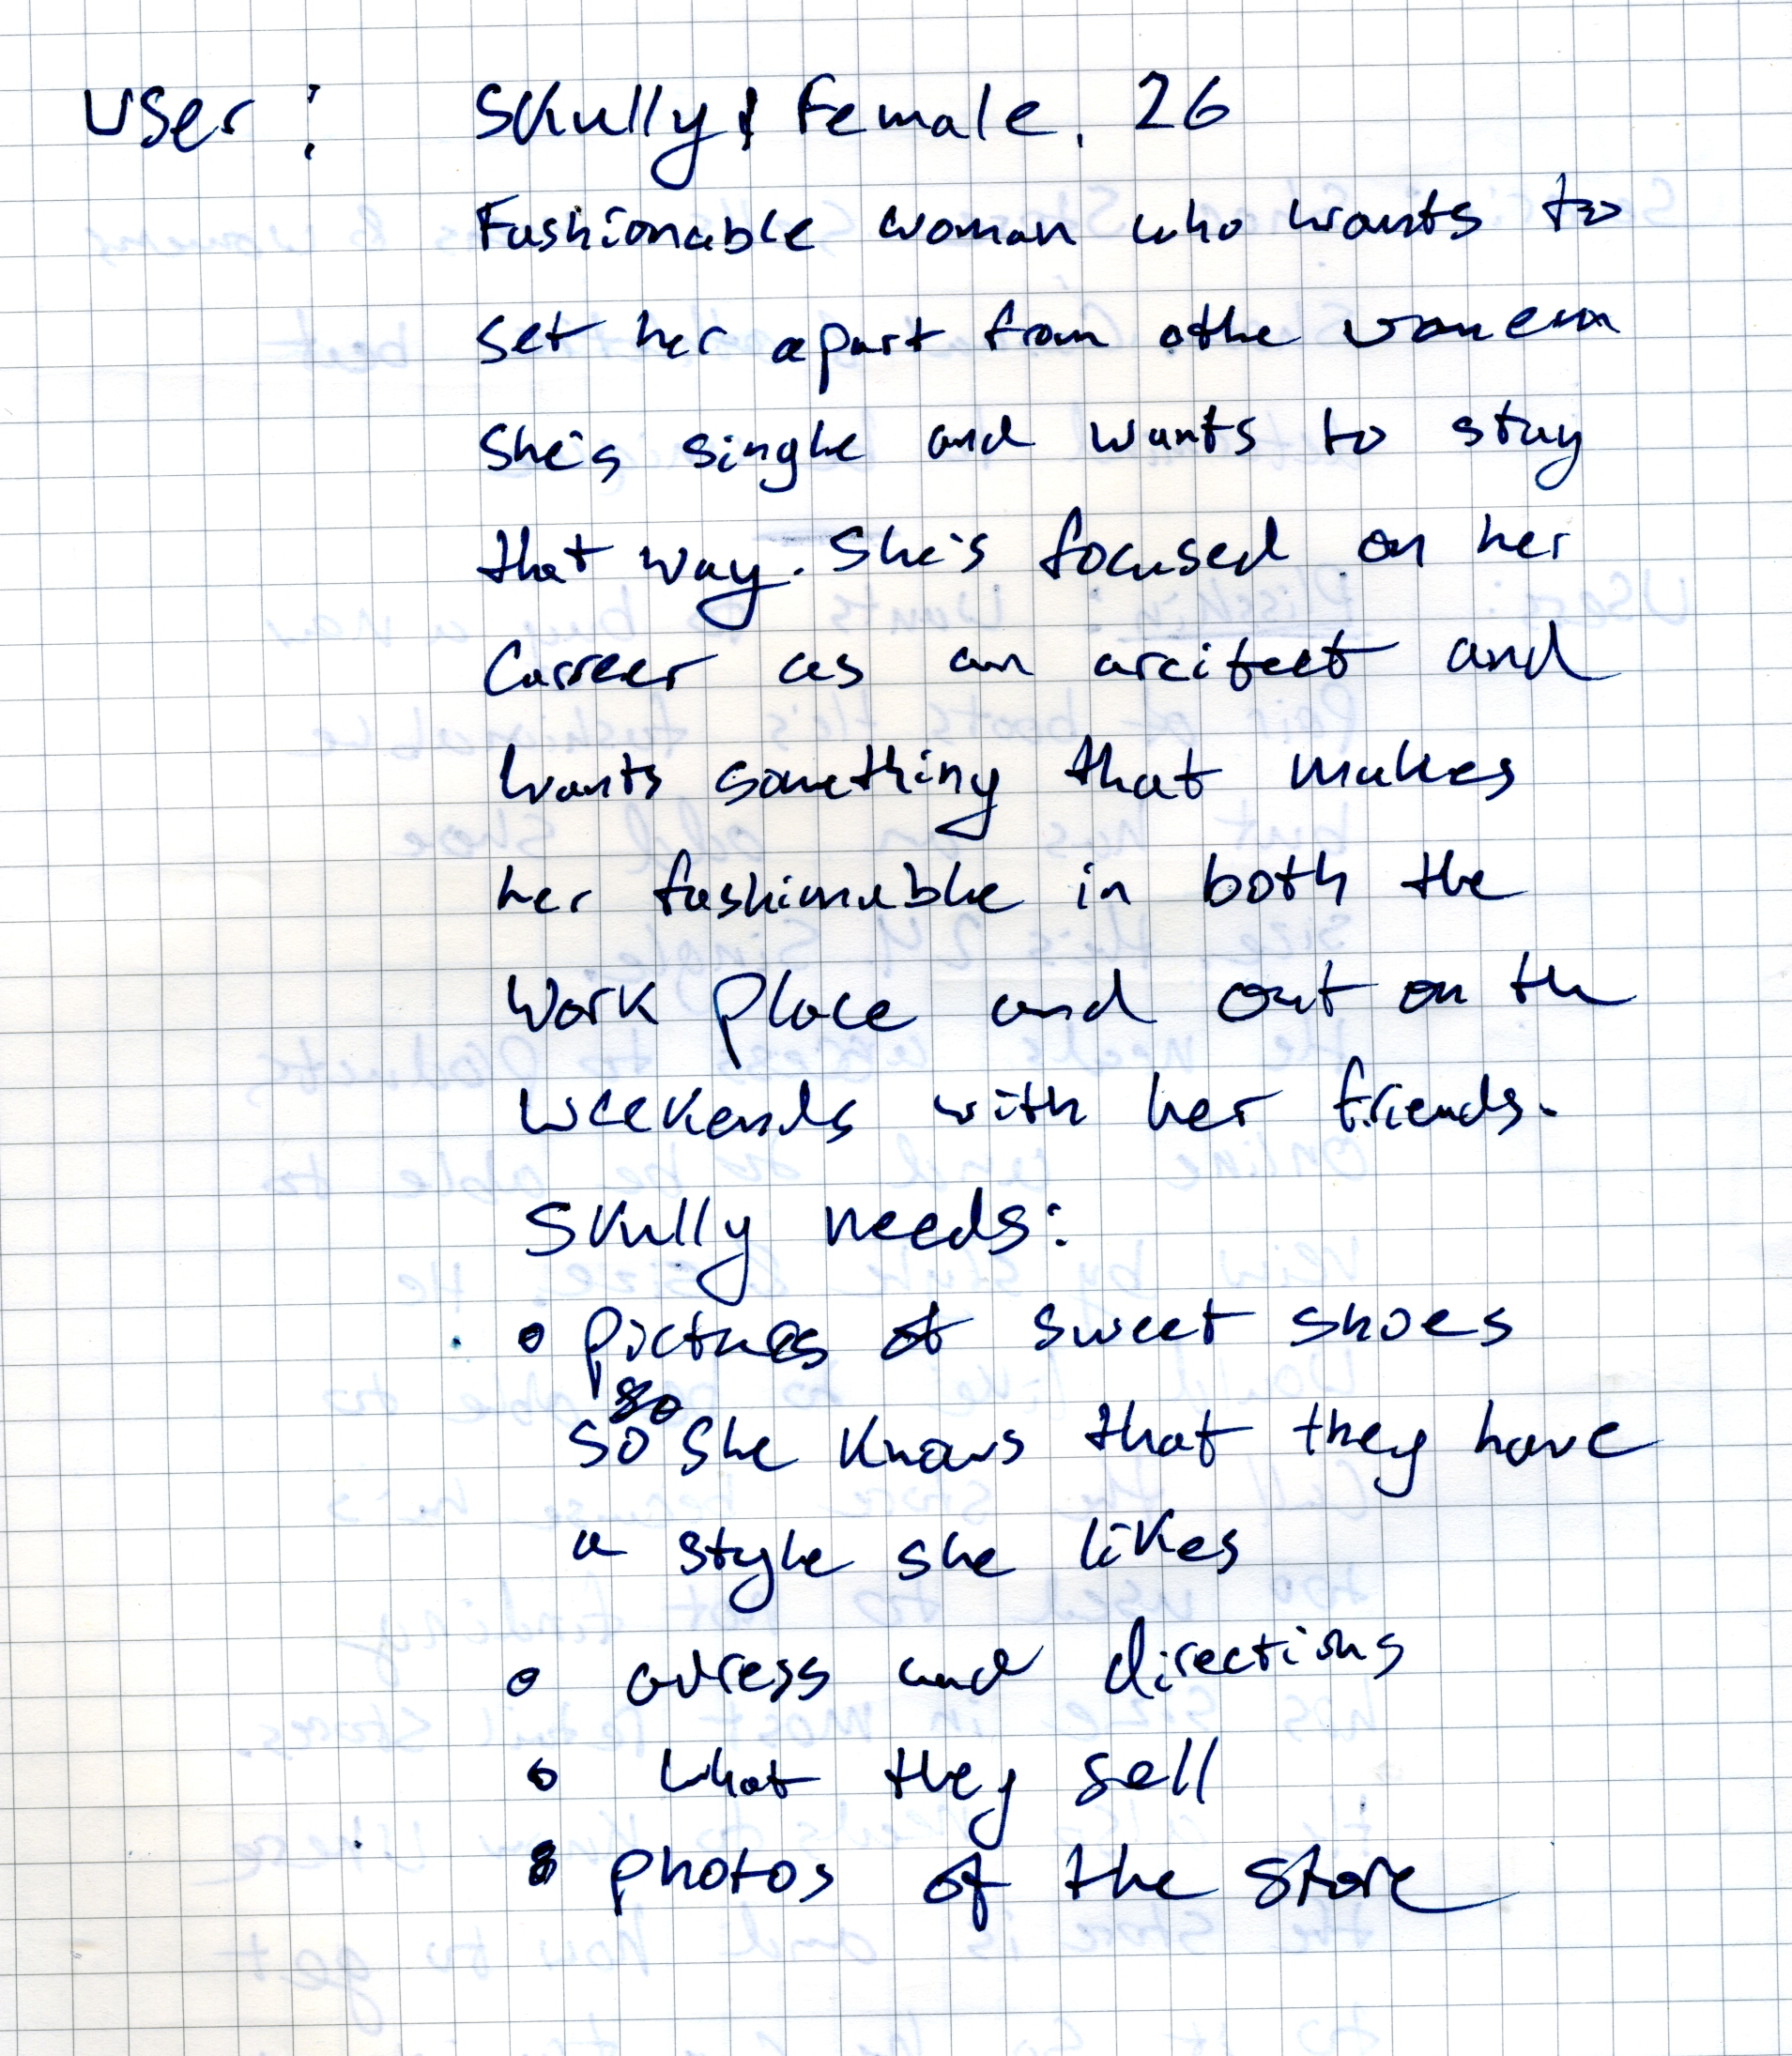 User: Skully, Female, 26
Fashionable woman who wants to
set her apart from othe women
She's single and wants to stay
that way. She's focused on her
Carreer as an arcitect and
wants something that makes
her fashionable in both the
work place and out on th
weekends with her friends.
Skully needs:
• pictures of sweet shoes
so
so she knows that they have
a style she likes
• adress and directions
• what they sell
• photos of the store